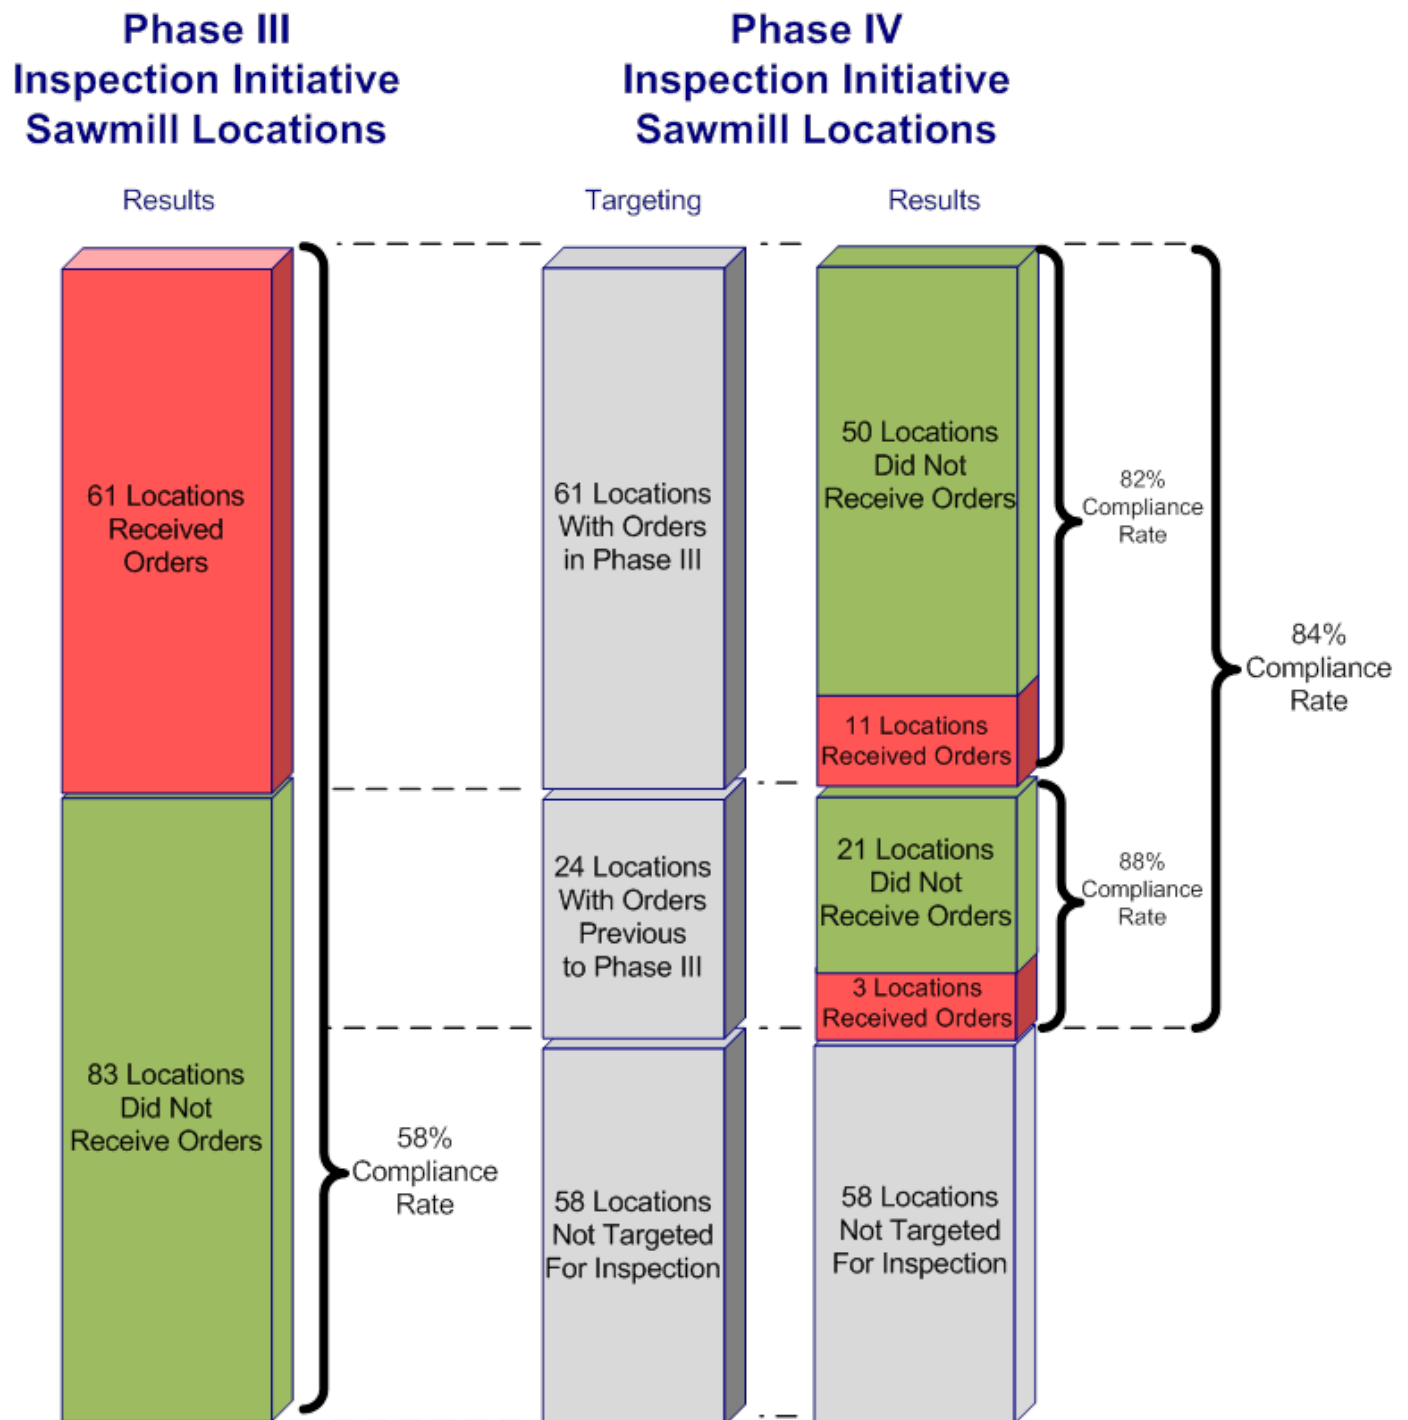 Phase III
Inspection Initiative
Sawmill Locations
Phase IV
Inspection Initiative
Sawmill Locations
Results
Targeting
Results
61 Locations
Received
Orders
83 Locations
Did Not
Receive Orders
58%
Compliance
Rate
61 Locations
With Orders
in Phase III
24 Locations
With Orders
Previous
to Phase III
58 Locations
Not Targeted
For Inspection
50 Locations
Did Not
Receive Orders
11 Locations
Received Orders
21 Locations
Did Not
Receive Orders
3 Locations
Received Orders
58 Locations
Not Targeted
For Inspection
82%
Compliance
Rate
88%
Compliance
Rate
84%
Compliance
Rate